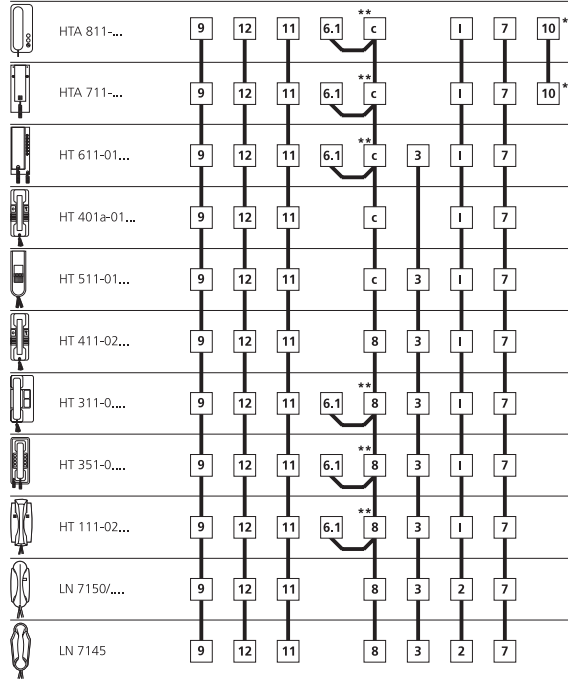 HTA 811-... 9 12 11 6.1 ** c I 7 10 *
HTA 711-... 9 12 11 6.1 ** c I 7 10 *
HT 611-01... 9 12 11 6.1 ** c 3 I 7
HT 401a-01... 9 12 11 c I 7
HT 511-01... 9 12 11 c 3 I 7
HT 411-02... 9 12 11 8 3 I 7
HT 311-0.... 9 12 11 6.1 ** 8 3 I 7
HT 351-0.... 9 12 11 6.1 ** 8 3 I 7
HT 111-02... 9 12 11 6.1 ** 8 3 I 7
LN 7150/.... 9 12 11 8 3 2 7
LN 7145 9 12 11 8 3 2 7